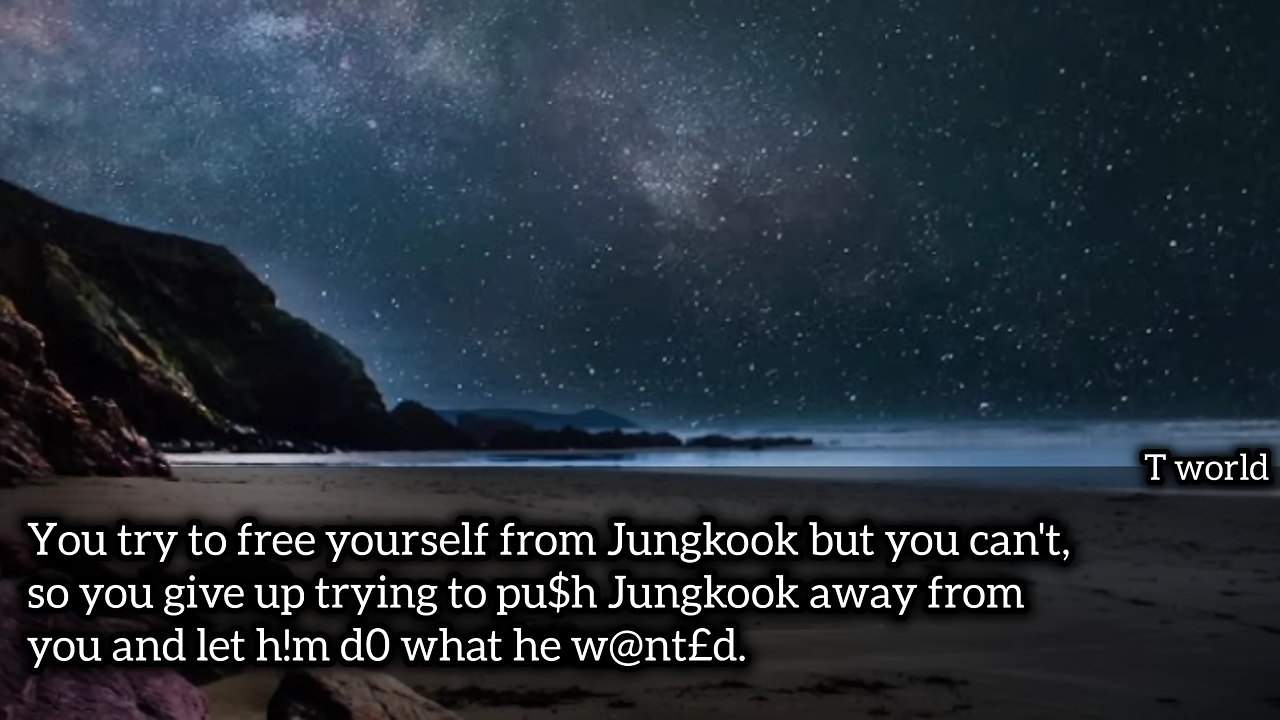 T world
You try to free yourself from Jungkook but you can't,
so you give up trying to pu$h Jungkook away from
you and let h!m d0 what he w@nt£d.